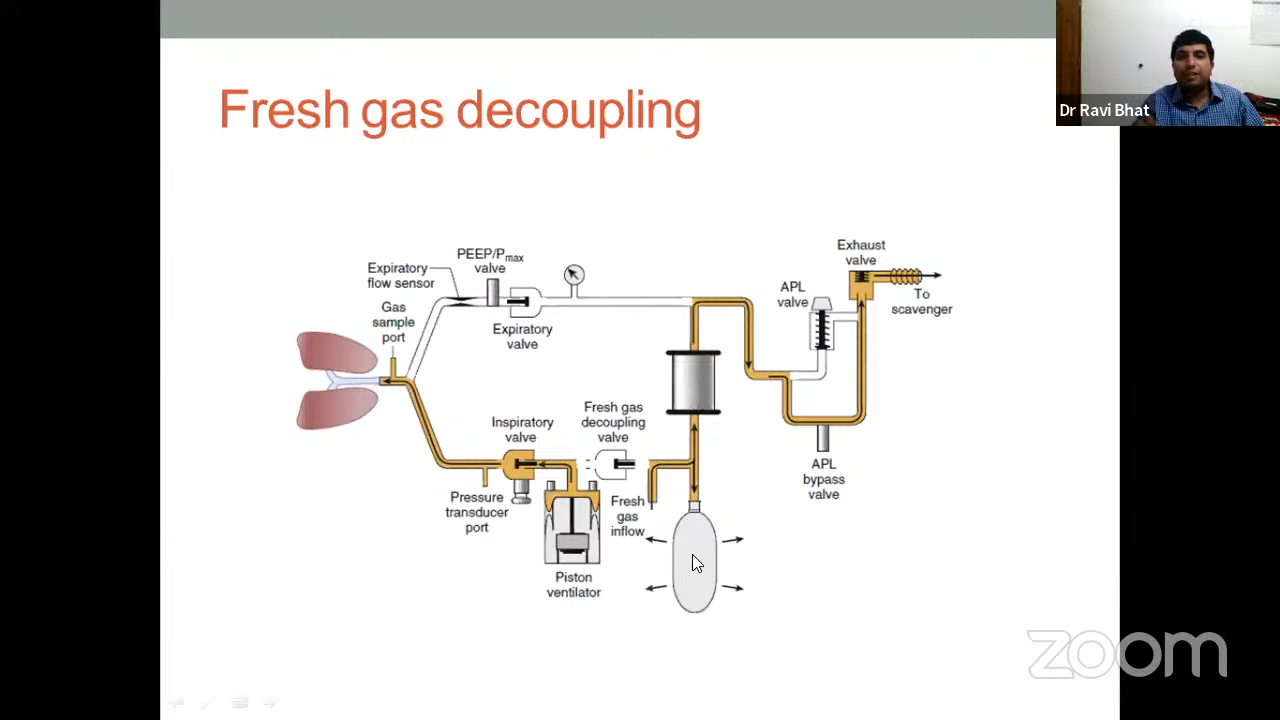 Fresh gas decoupling
Dr Ravi Bhat
PEEP/Pmax
valve
Expiratory
flow sensor
Gas
sample
port
Expiratory
valve
Exhaust
valve
APL
valve
To
scavenger
Fresh gas
decoupling
valve
Inspiratory
valve
Pressure
transducer
port
Fresh
gas
inflow
APL
bypass
valve
Piston
ventilator
zoom